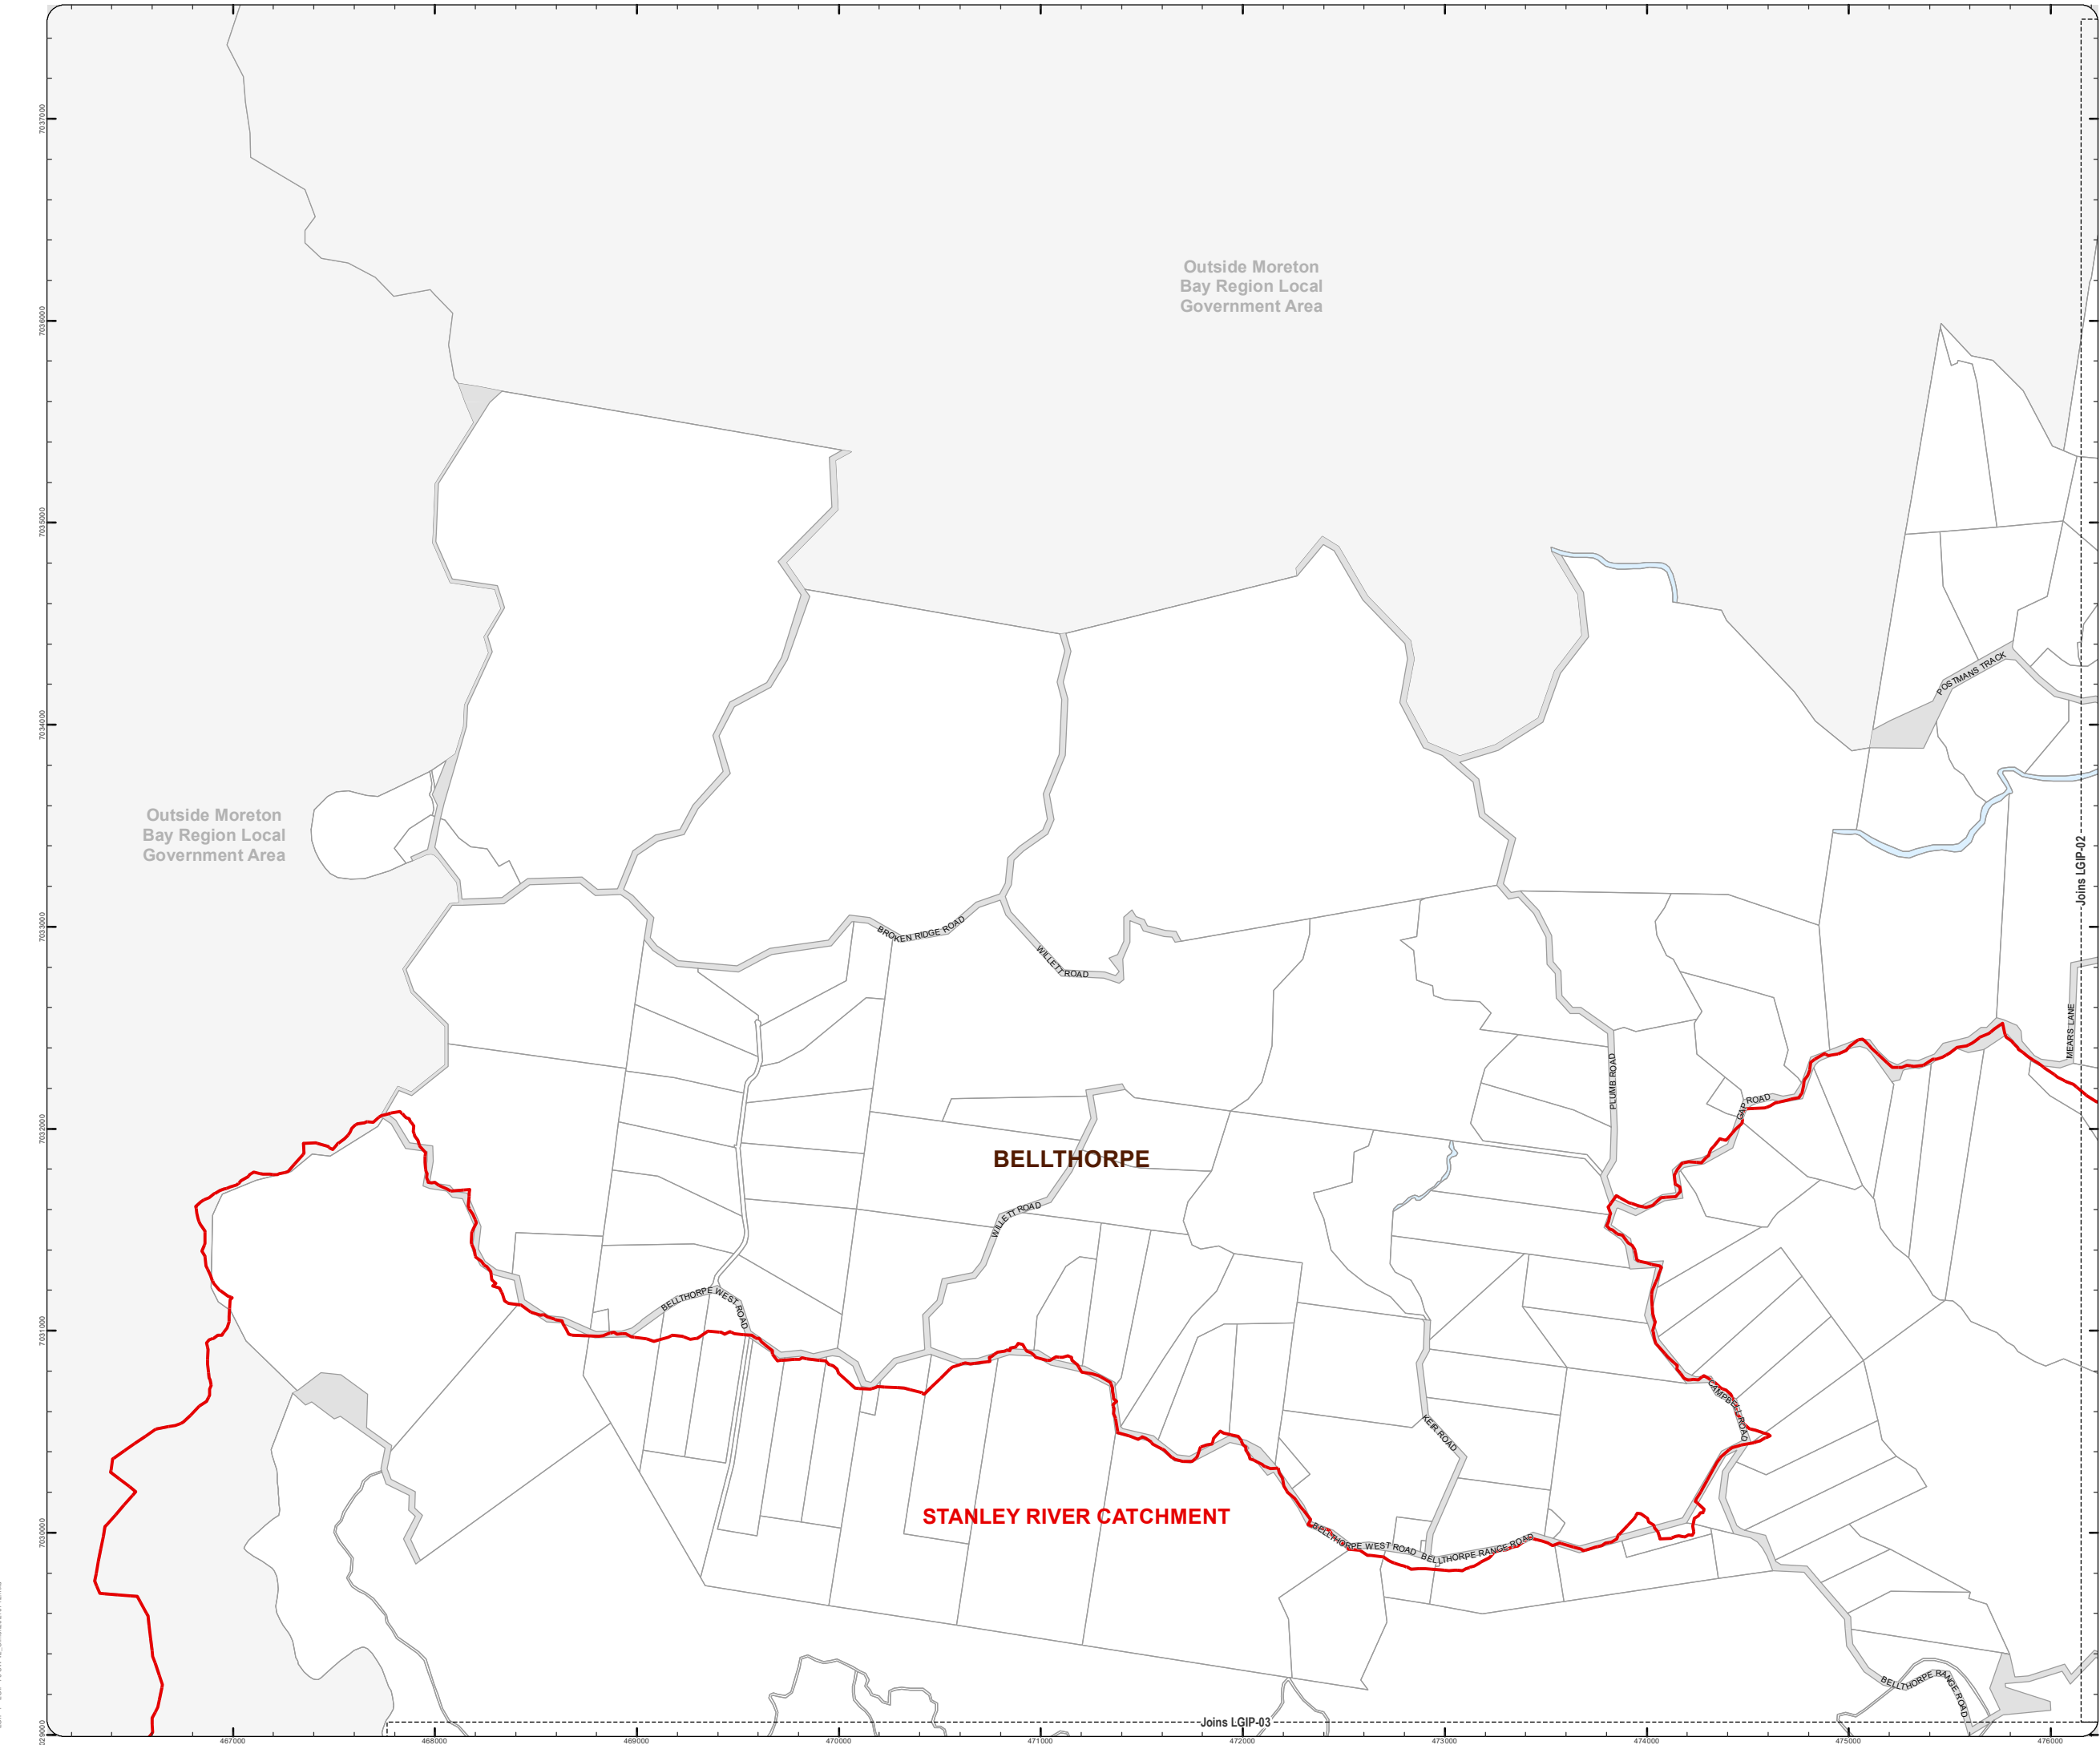 7037000
7036000
7035000
7034000
7033000
7032000
7031000
7030000
Outside Moreton
Bay Region Local
Government Area
Outside Moreton
Bay Region Local
Government Area
POSTMANS TRACK
Joins LGIP-02
BROKEN RIDGE ROAD
WILLETT ROAD
MEARS LANE
PLUMB ROAD
GAP ROAD
BELLTHORPE
WILLETT ROAD
BELLTHORPE WEST ROAD
CAMPBELL ROAD
KEIR ROAD
STANLEY RIVER CATCHMENT
BELLTHORPE WEST ROAD
BELLTHORPE RANGE ROAD
BELLTHORPE RANGE ROAD
Joins LGIP-03
467000
468000
469000
470000
471000
472000
473000
474000
475000
476000